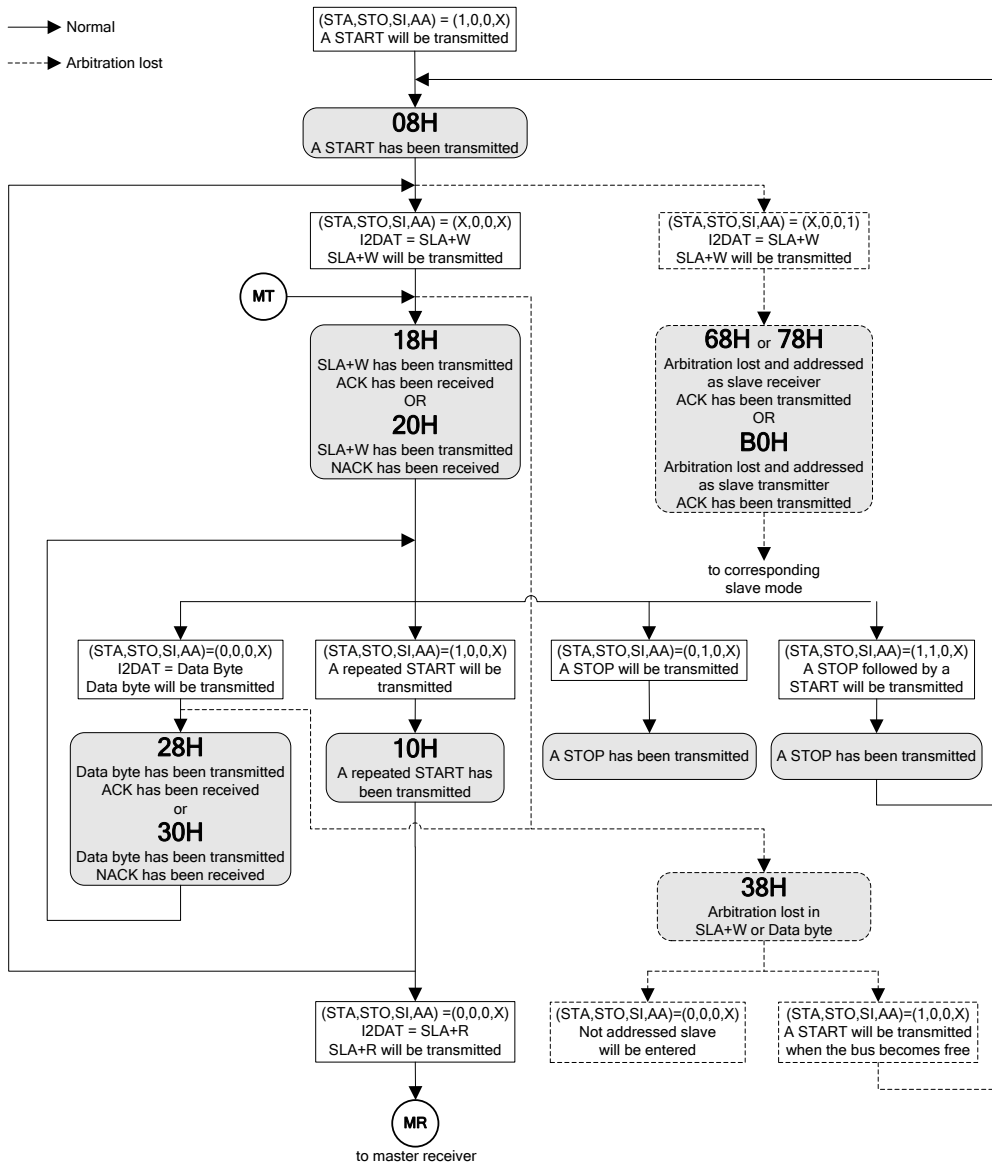 Normal
Arbitration lost
(STA,STO,SI,AA) = (1,0,0,X)
A START will be transmitted
08H
A START has been transmitted
(STA,STO,SI,AA) = (X,0,0,X)
I2DAT = SLA+W
SLA+W will be transmitted
(STA,STO,SI,AA) = (X,0,0,1)
I2DAT = SLA+W
SLA+W will be transmitted
MT
18H
SLA+W has been transmitted
ACK has been received
OR
20H
SLA+W has been transmitted
NACK has been received
68H or 78H
Arbitration lost and addressed
as slave receiver
ACK has been transmitted
OR
B0H
Arbitration lost and addressed
as slave transmitter
ACK has been transmitted
to corresponding
slave mode
(STA,STO,SI,AA)=(0,0,0,X)
I2DAT = Data Byte
Data byte will be transmitted
(STA,STO,SI,AA)=(1,0,0,X)
A repeated START will be
transmitted
(STA,STO,SI,AA)=(0,1,0,X)
A STOP will be transmitted
(STA,STO,SI,AA)=(1,1,0,X)
A STOP followed by a
START will be transmitted
28H
Data byte has been transmitted
ACK has been received
or
30H
Data byte has been transmitted
NACK has been received
10H
A repeated START has
been transmitted
A STOP has been transmitted
A STOP has been transmitted
38H
Arbitration lost in
SLA+W or Data byte
(STA,STO,SI,AA) =(0,0,0,X)
I2DAT = SLA+R
SLA+R will be transmitted
(STA,STO,SI,AA)=(0,0,0,X)
Not addressed slave
will be entered
(STA,STO,SI,AA)=(1,0,0,X)
A START will be transmitted
when the bus becomes free
MR
to master receiver